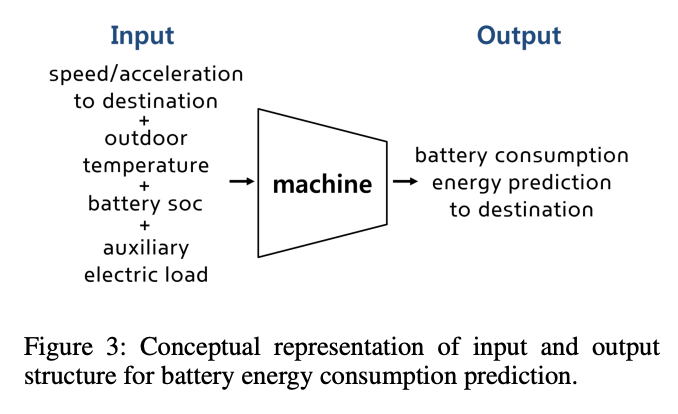 Input
Output
speed/acceleration
to destination
+
outdoor
temperature
+
battery soc
+
auxiliary
electric load
machine
battery consumption
energy prediction
to destination
Figure 3: Conceptual representation of input and output
structure for battery energy consumption prediction.